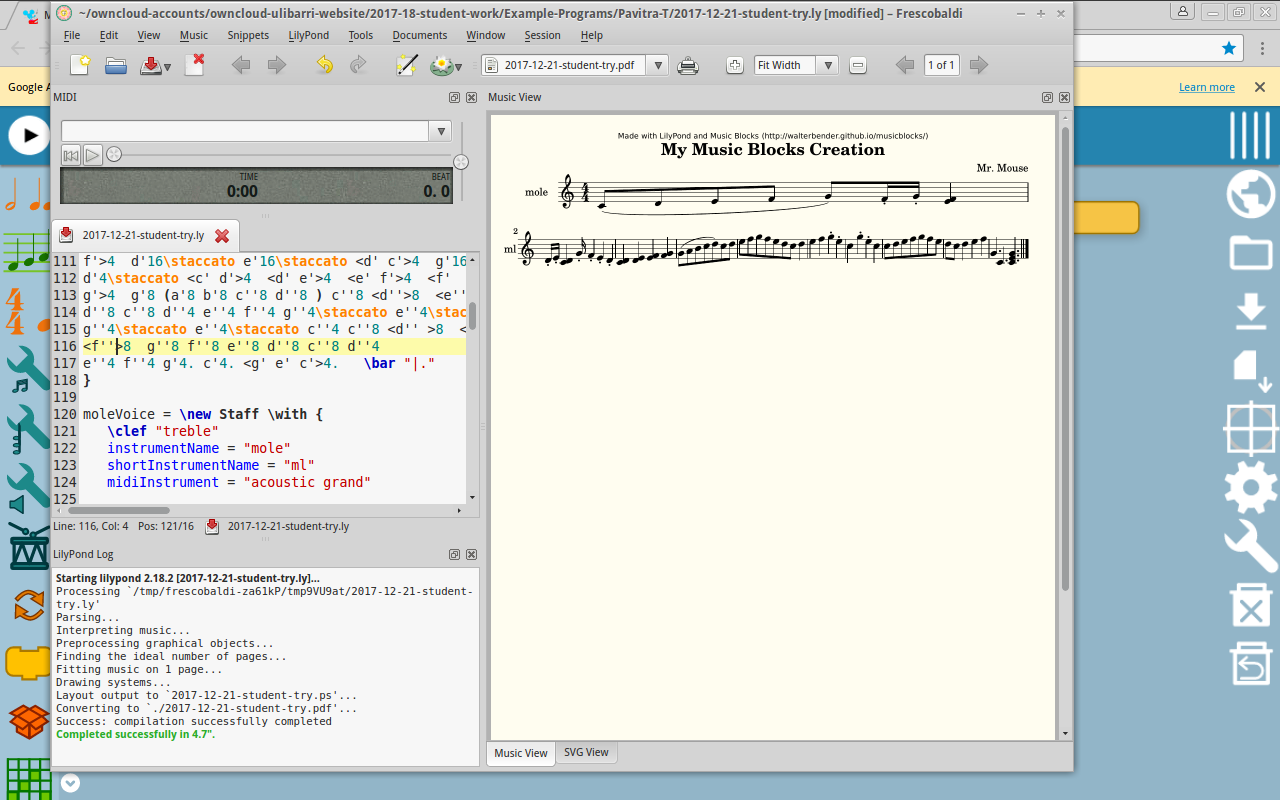 ~/owncloud-accounts/owncloud-ulibarri-website/2017-18-student-work/Example-Programs/Pavitra-T/2017-12-21-student-try.ly [modified] – Frescobaldi
File Edit View Music Snippets LilyPond Tools Documents Window Session Help
2017-12-21-student-try.pdf Fit Width 1 of 1
Google A
Learn more
MIDI
TIME BEAT
0:00 0. 0
2017-12-21-student-try.ly
111 f'>4  d'16\staccato e'16\staccato <d' c'>4  g'16
112 d'4\staccato <c' d'>4  <d' e'>4  <e' f'>4  <f'
113 g'>4  g'8 (a'8 b'8 c''8 d''8 ) c''8 <d''>8  <e''
114 d''8 c''8 d''4 e''4 f''4 g''4\staccato e''4\stac
115 g''4\staccato e''4\staccato c''4 c''8 <d'' >8  <
116 <f''>8  g''8 f''8 e''8 d''8 c''8 d''4
117 e''4 f''4 g'4. c'4. <g' e' c'>4.   \bar "|."
118 }
119
120 moleVoice = \new Staff \with {
121    \clef "treble"
122    instrumentName = "mole"
123    shortInstrumentName = "ml"
124    midiInstrument = "acoustic grand"
125
Line: 116, Col: 4 Pos: 121/16 2017-12-21-student-try.ly
LilyPond Log
Starting lilypond 2.18.2 [2017-12-21-student-try.ly]...
Processing `/tmp/frescobaldi-za61kP/tmp9VU9at/2017-12-21-student-
try.ly'
Parsing...
Interpreting music...
Preprocessing graphical objects...
Finding the ideal number of pages...
Fitting music on 1 page...
Drawing systems...
Layout output to `2017-12-21-student-try.ps'...
Converting to `./2017-12-21-student-try.pdf'...
Success: compilation successfully completed
Completed successfully in 4.7".
Music View
Made with LilyPond and Music Blocks (http://walterbender.github.io/musicblocks/)
My Music Blocks Creation
Mr. Mouse
mole
4
4
2
ml
Music View SVG View
4
4